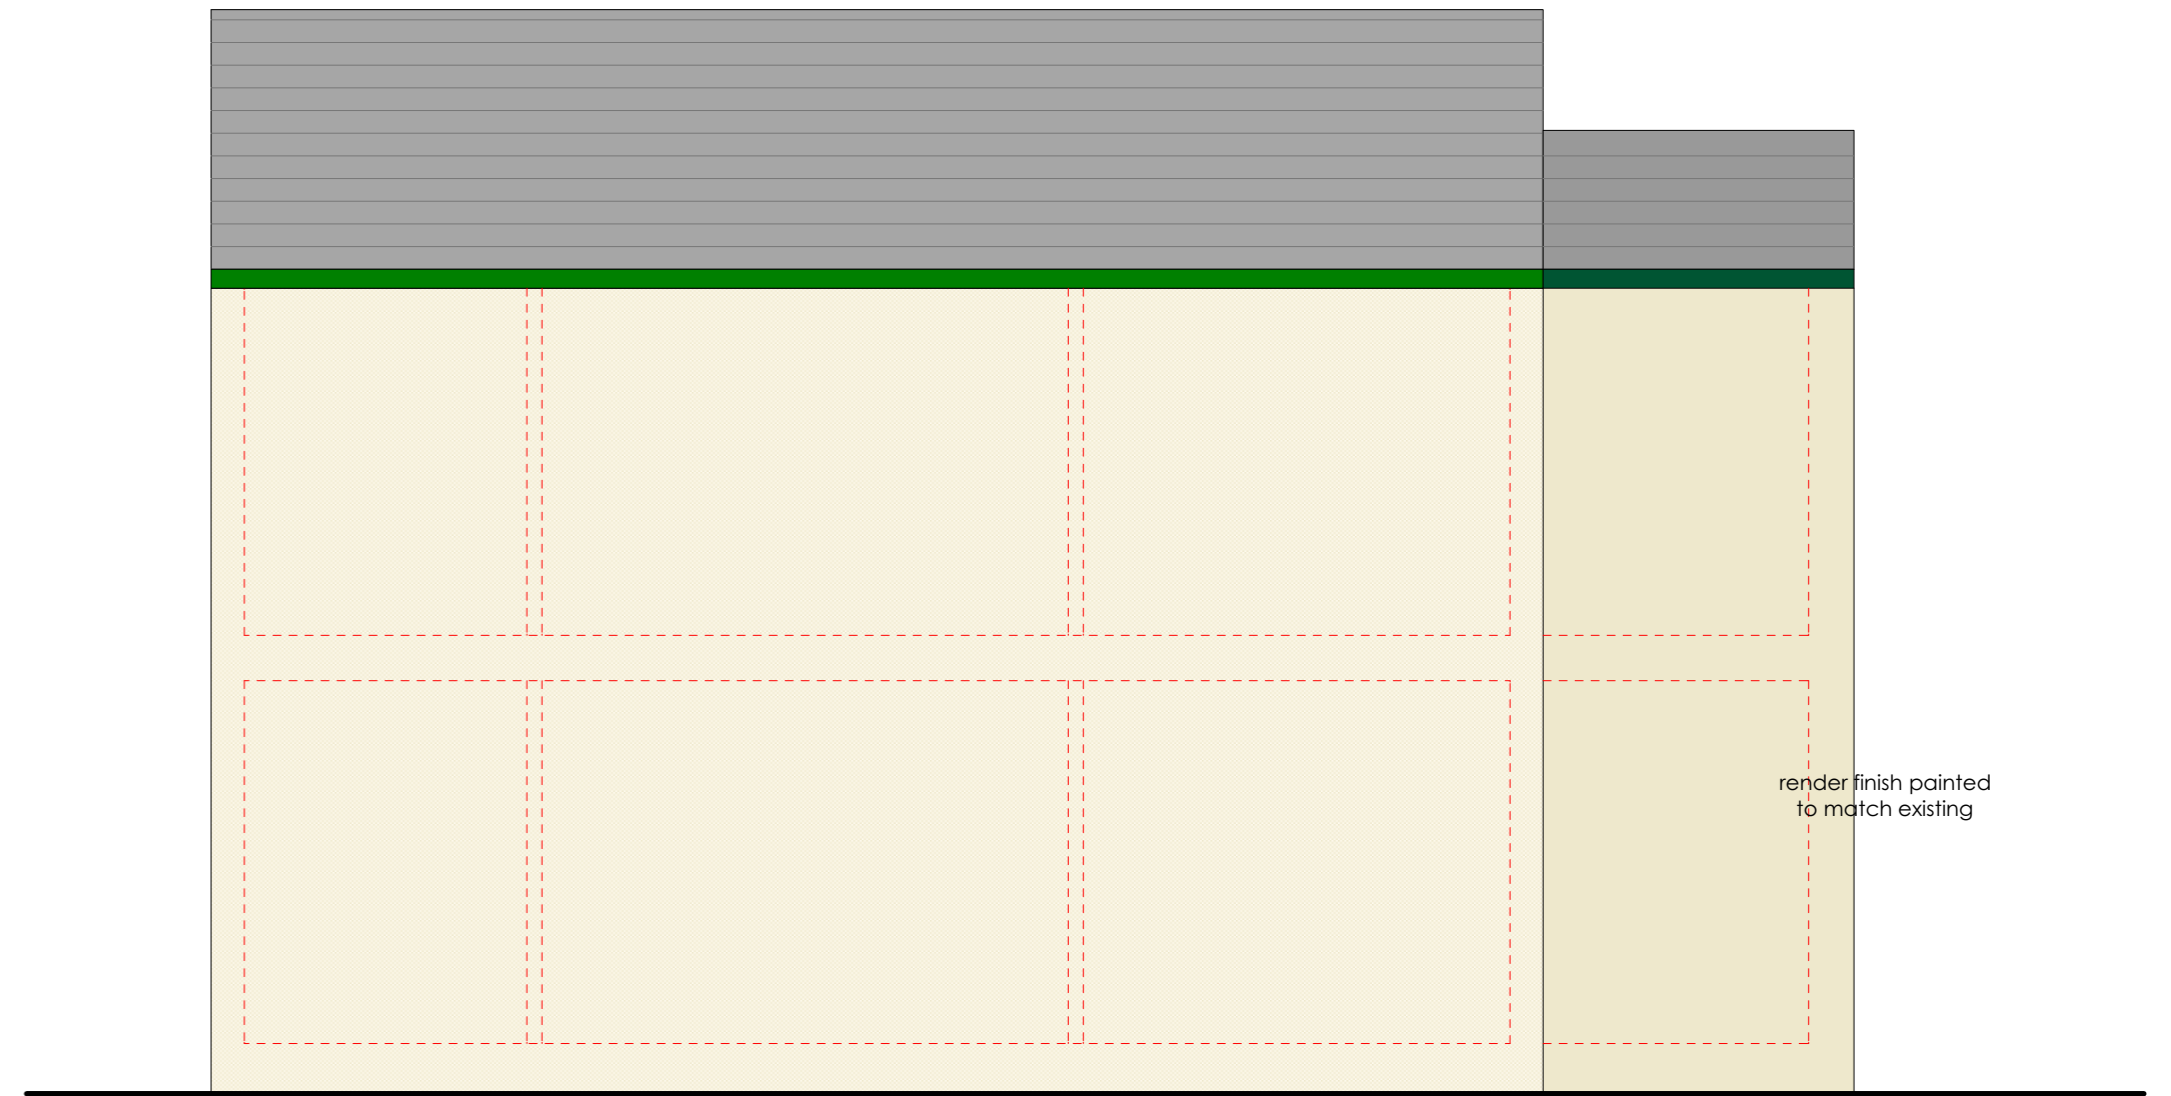 render finish painted
to match existing